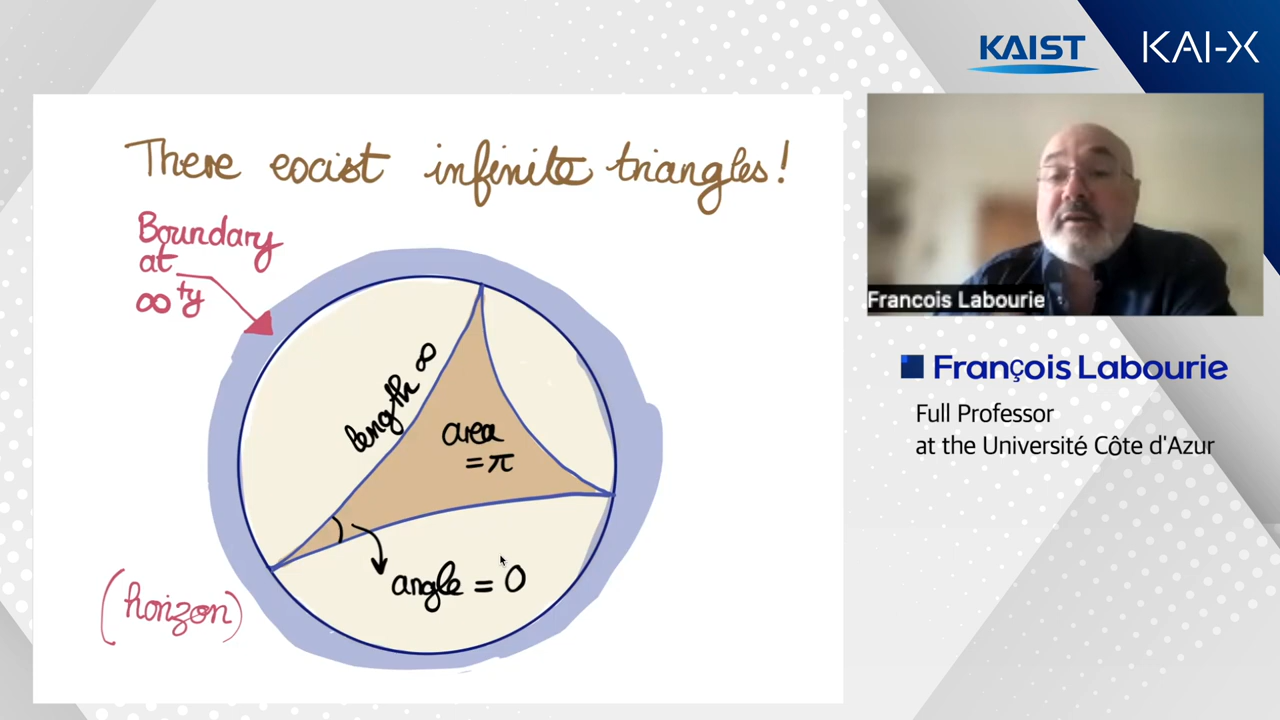 KAIST
KAI-X
There exist infinite triangles!
Boundary
at
∞ty
length ∞
area
= π
angle = 0
(horizon)
Francois Labourie
François Labourie
Full Professor
at the Université Côte d'Azur